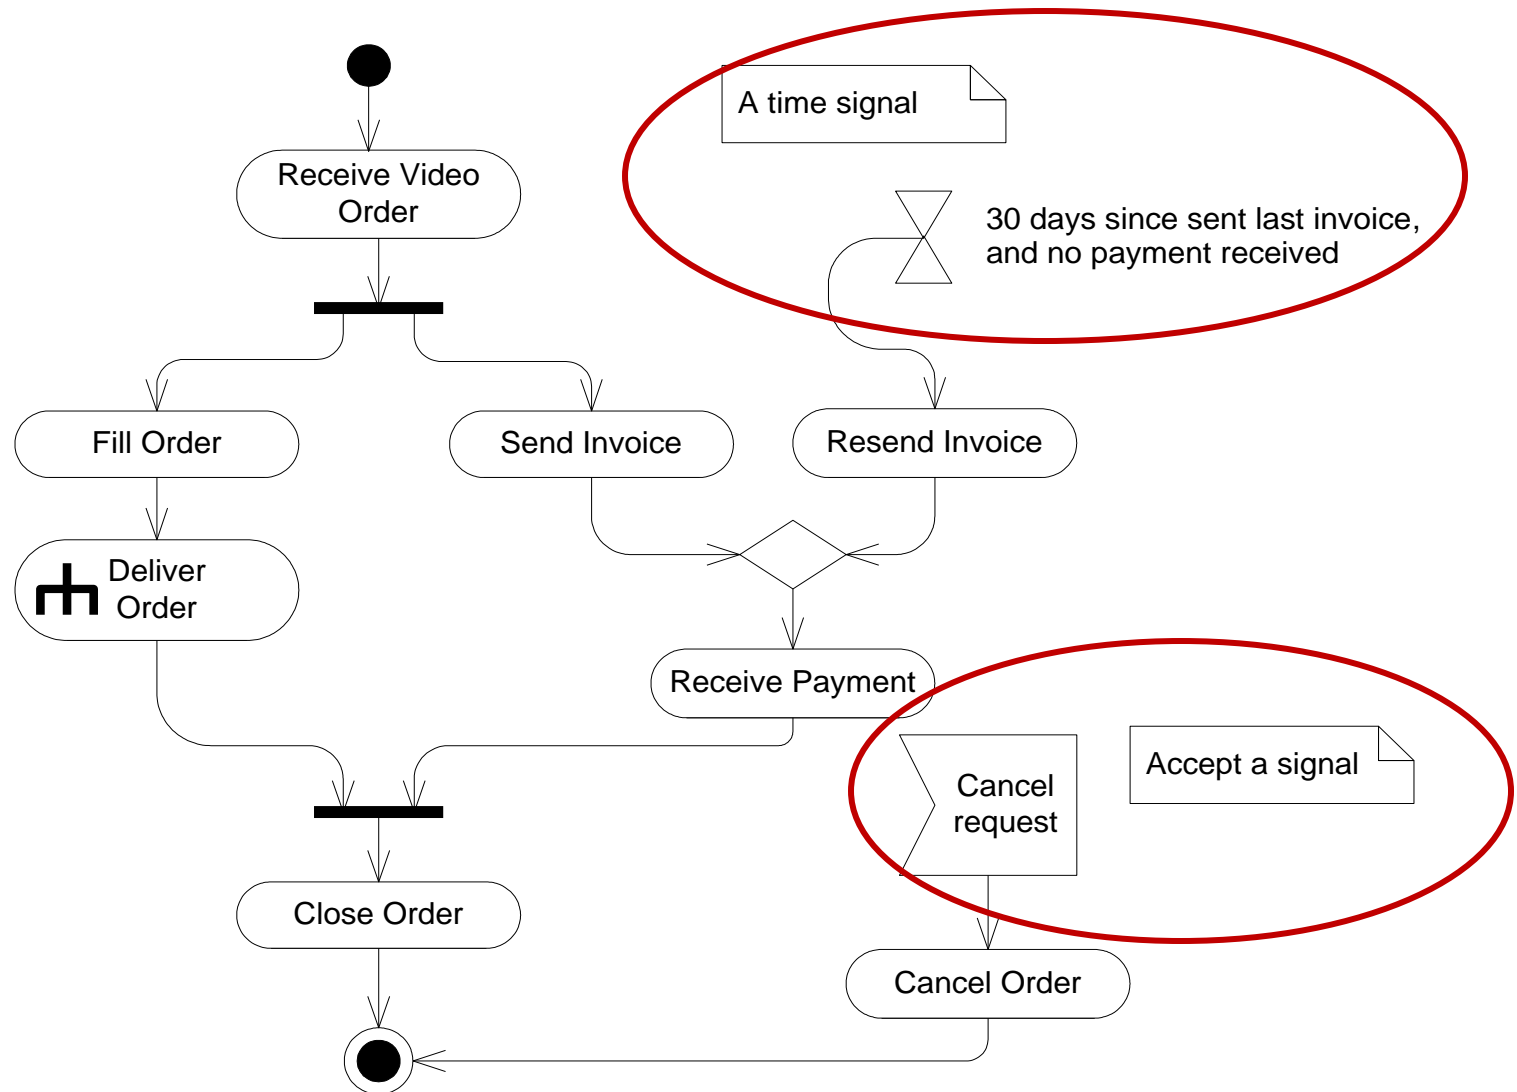 A time signal
Receive Video
Order
30 days since sent last invoice,
and no payment received
Fill Order
Send Invoice
Resend Invoice
Deliver
Order
Receive Payment
Accept a signal
Cancel
request
Close Order
Cancel Order